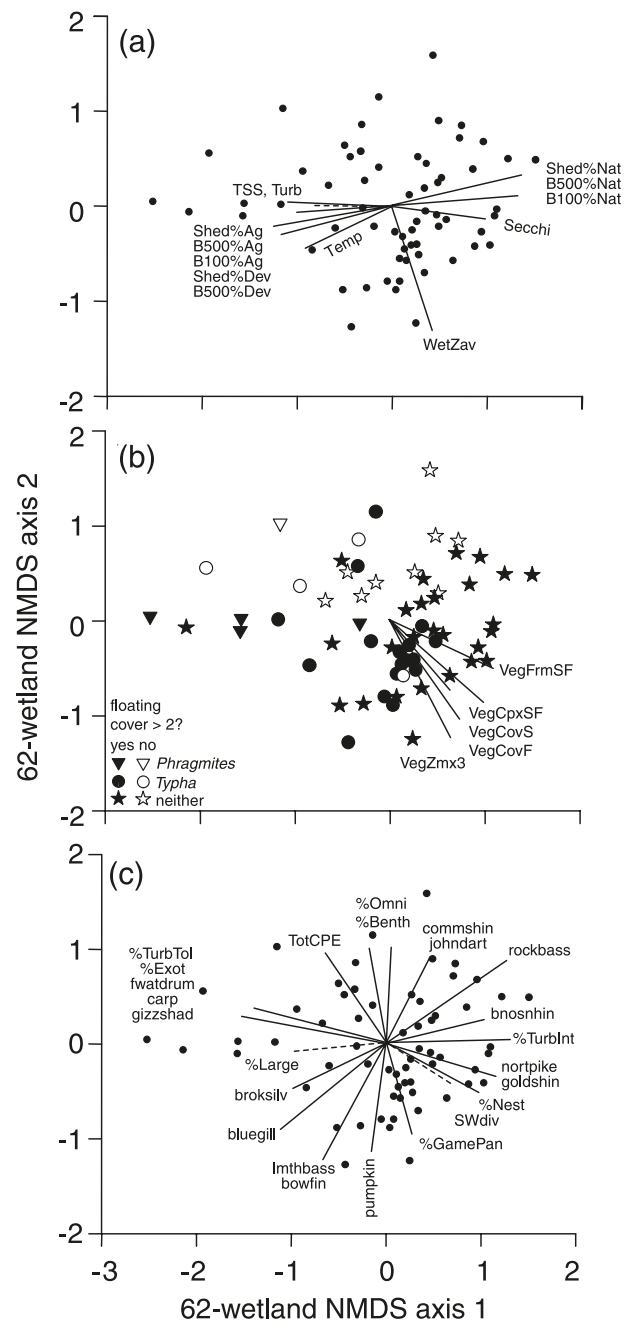 (a)
2
1
0
-1
-2
TSS, Turb
Shed%Ag
B500%Ag
B100%Ag
Shed%Dev
B500%Dev
Temp
Shed%Nat
B500%Nat
B100%Nat
Secchi
WetZav
62-wetland NMDS axis 2
(b)
2
1
0
-1
-2
floating
cover > 2?
yes no
Phragmites
Typha
neither
VegFrmSF
VegCpxSF
VegCovS
VegCovF
VegZmx3
(c)
2
1
0
-1
-2
%Omni
%Benth
TotCPE
commshin
johndart
rockbass
%TurbTol
%Exot
fwatdrum
carp
gizzshad
bnosnhin
%TurbInt
%Large
nortpike
goldshin
broksilv
%Nest
SWdiv
bluegill
%GamePan
lmthbass
bowfin
pumpkin
-3 -2 -1 0 1 2
62-wetland NMDS axis 1